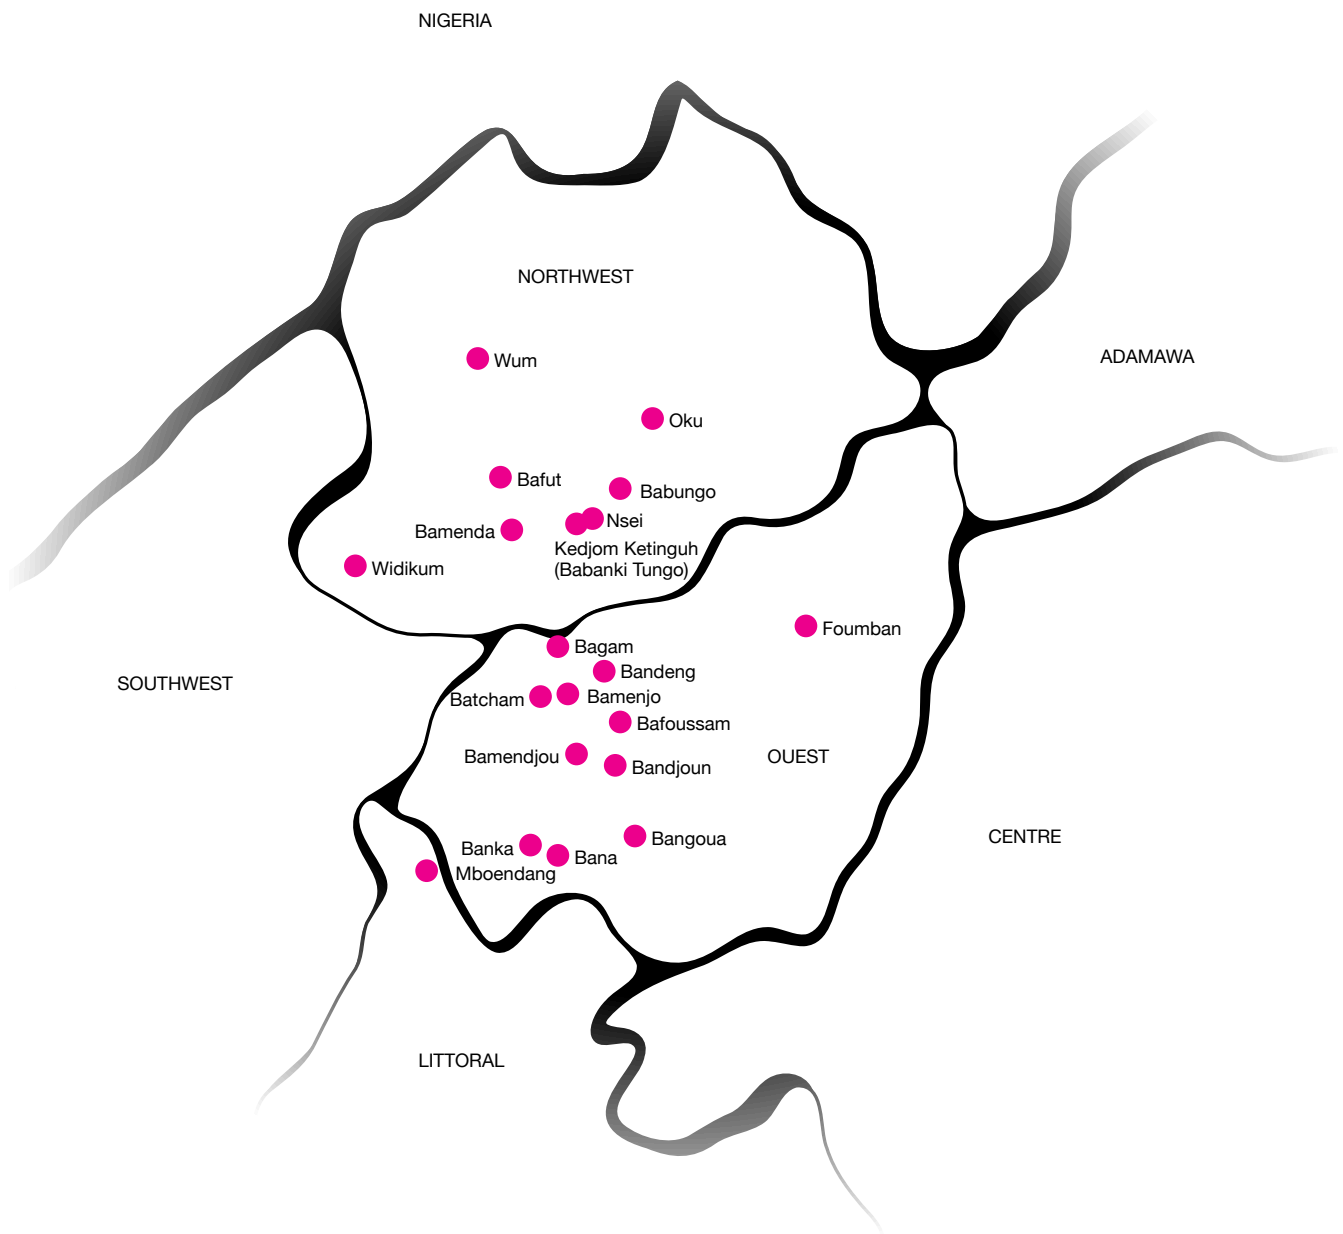 NIGERIA
NORTHWEST
ADAMAWA
Wum
Oku
Bafut
Babungo
Nsei
Bamenda
Kedjom Ketinguh
(Babanki Tungo)
Widikum
Foumban
Bagam
Bandeng
SOUTHWEST
Batcham
Bamenjo
Bafoussam
Bamendjou
OUEST
Bandjoun
CENTRE
Bangoua
Banka
Bana
Mboendang
LITTORAL